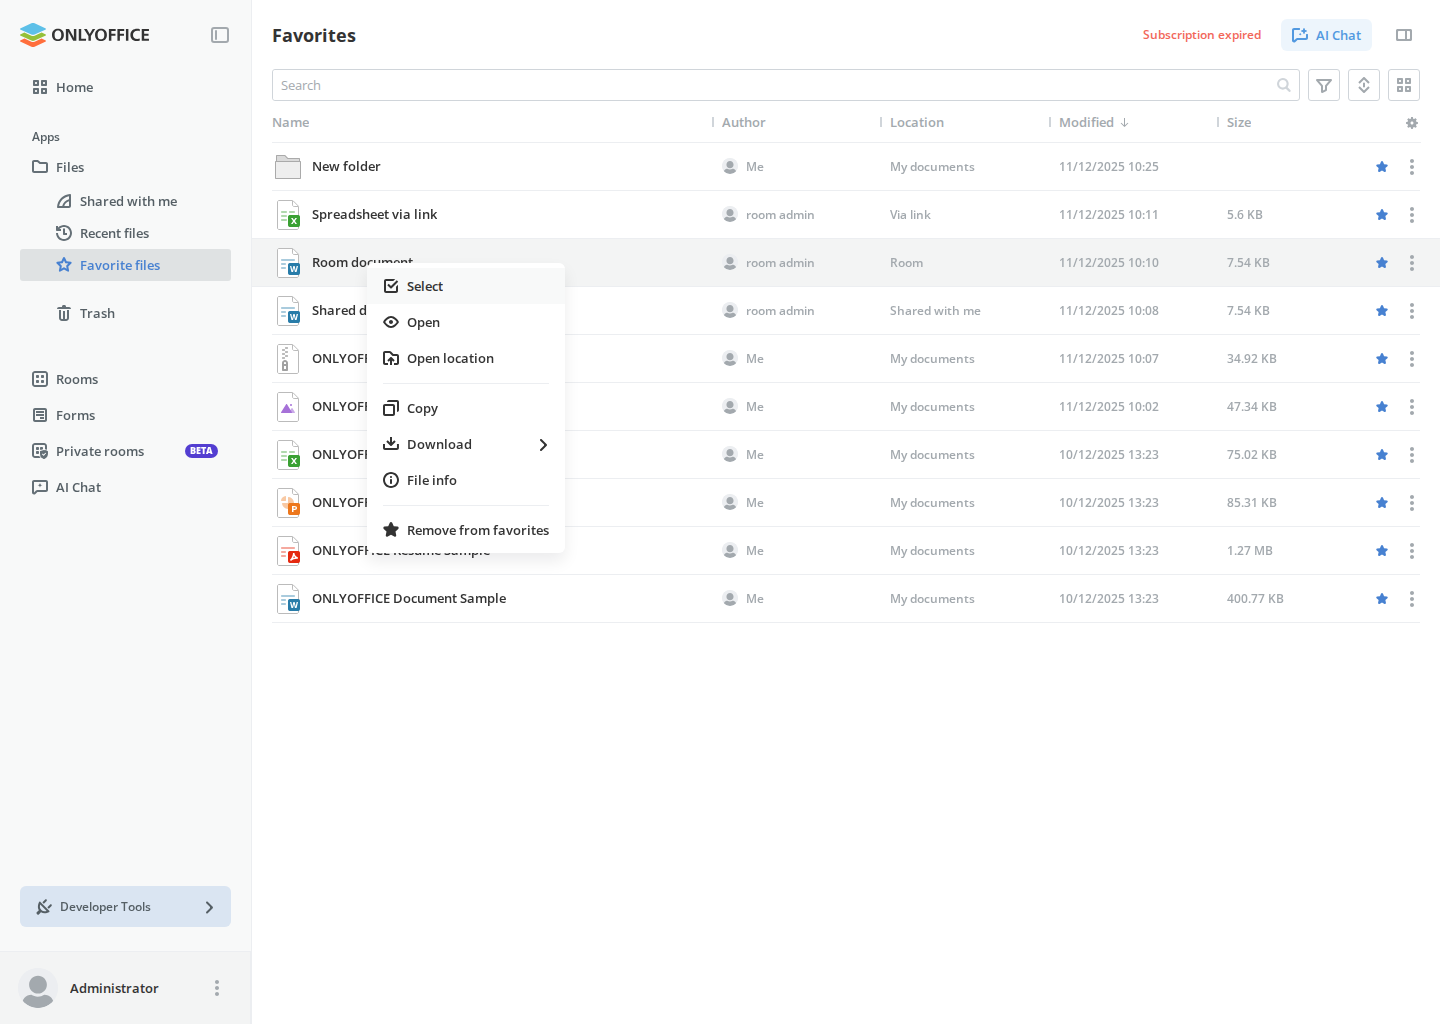 ONLYOFFICE
Home
Apps
Files
Shared with me
Recent files
Favorite files
Trash
Rooms
Forms
Private rooms BETA
AI Chat
Developer Tools
Administrator
Favorites
Subscription expired
AI Chat
Search
Name Author Location Modified Size
New folder Me My documents 11/12/2025 10:25
Spreadsheet via link room admin Via link 11/12/2025 10:11 5.6 KB
Room document room admin Room 11/12/2025 10:10 7.54 KB
Shared d room admin Shared with me 11/12/2025 10:08 7.54 KB
ONLYOFF Me My documents 11/12/2025 10:07 34.92 KB
ONLYOFF Me My documents 11/12/2025 10:02 47.34 KB
ONLYOFF Me My documents 10/12/2025 13:23 75.02 KB
ONLYOFF Me My documents 10/12/2025 13:23 85.31 KB
ONLYOFFICE Resume Sample Me My documents 10/12/2025 13:23 1.27 MB
ONLYOFFICE Document Sample Me My documents 10/12/2025 13:23 400.77 KB
Select
Open
Open location
Copy
Download
File info
Remove from favorites